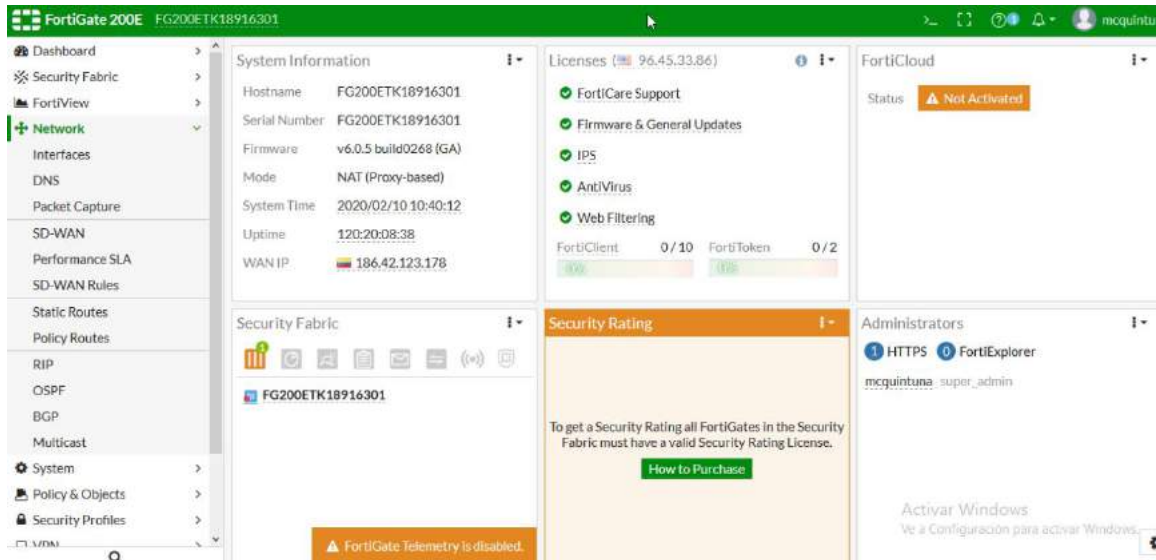 FortiGate 200E FG200ETK18916301
>_
mcquintu
Dashboard
Security Fabric
FortiView
Network
Interfaces
DNS
Packet Capture
SD-WAN
Performance SLA
SD-WAN Rules
Static Routes
Policy Routes
RIP
OSPF
BGP
Multicast
System
Policy & Objects
Security Profiles
VPN
System Information
Hostname FG200ETK18916301
Serial Number FG200ETK18916301
Firmware v6.0.5 build0268 (GA)
Mode NAT (Proxy-based)
System Time 2020/02/10 10:40:12
Uptime 120:20:08:38
WAN IP 186.42.123.178
Licenses (96.45.33.86)
FortiCare Support
Firmware & General Updates
IPS
AntiVirus
Web Filtering
FortiClient 0/10 FortiToken 0/2
0% 0%
FortiCloud
Status Not Activated
Security Fabric
1
FG200ETK18916301
FortiGate Telemetry is disabled.
Security Rating
To get a Security Rating all FortiGates in the Security
Fabric must have a valid Security Rating License.
How to Purchase
Administrators
1 HTTPS 0 FortiExplorer
mcquintuna super_admin
Activar Windows
Ve a Configuración para activar Windows.